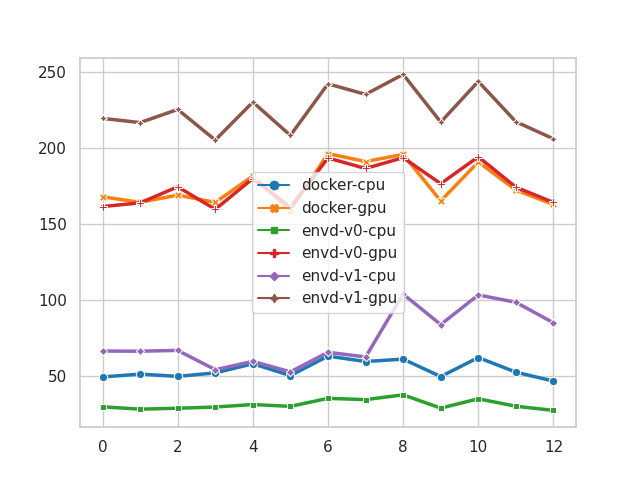 250
200
150
100
50
0
2
4
6
8
10
12
docker-cpu
docker-gpu
envd-v0-cpu
envd-v0-gpu
envd-v1-cpu
envd-v1-gpu